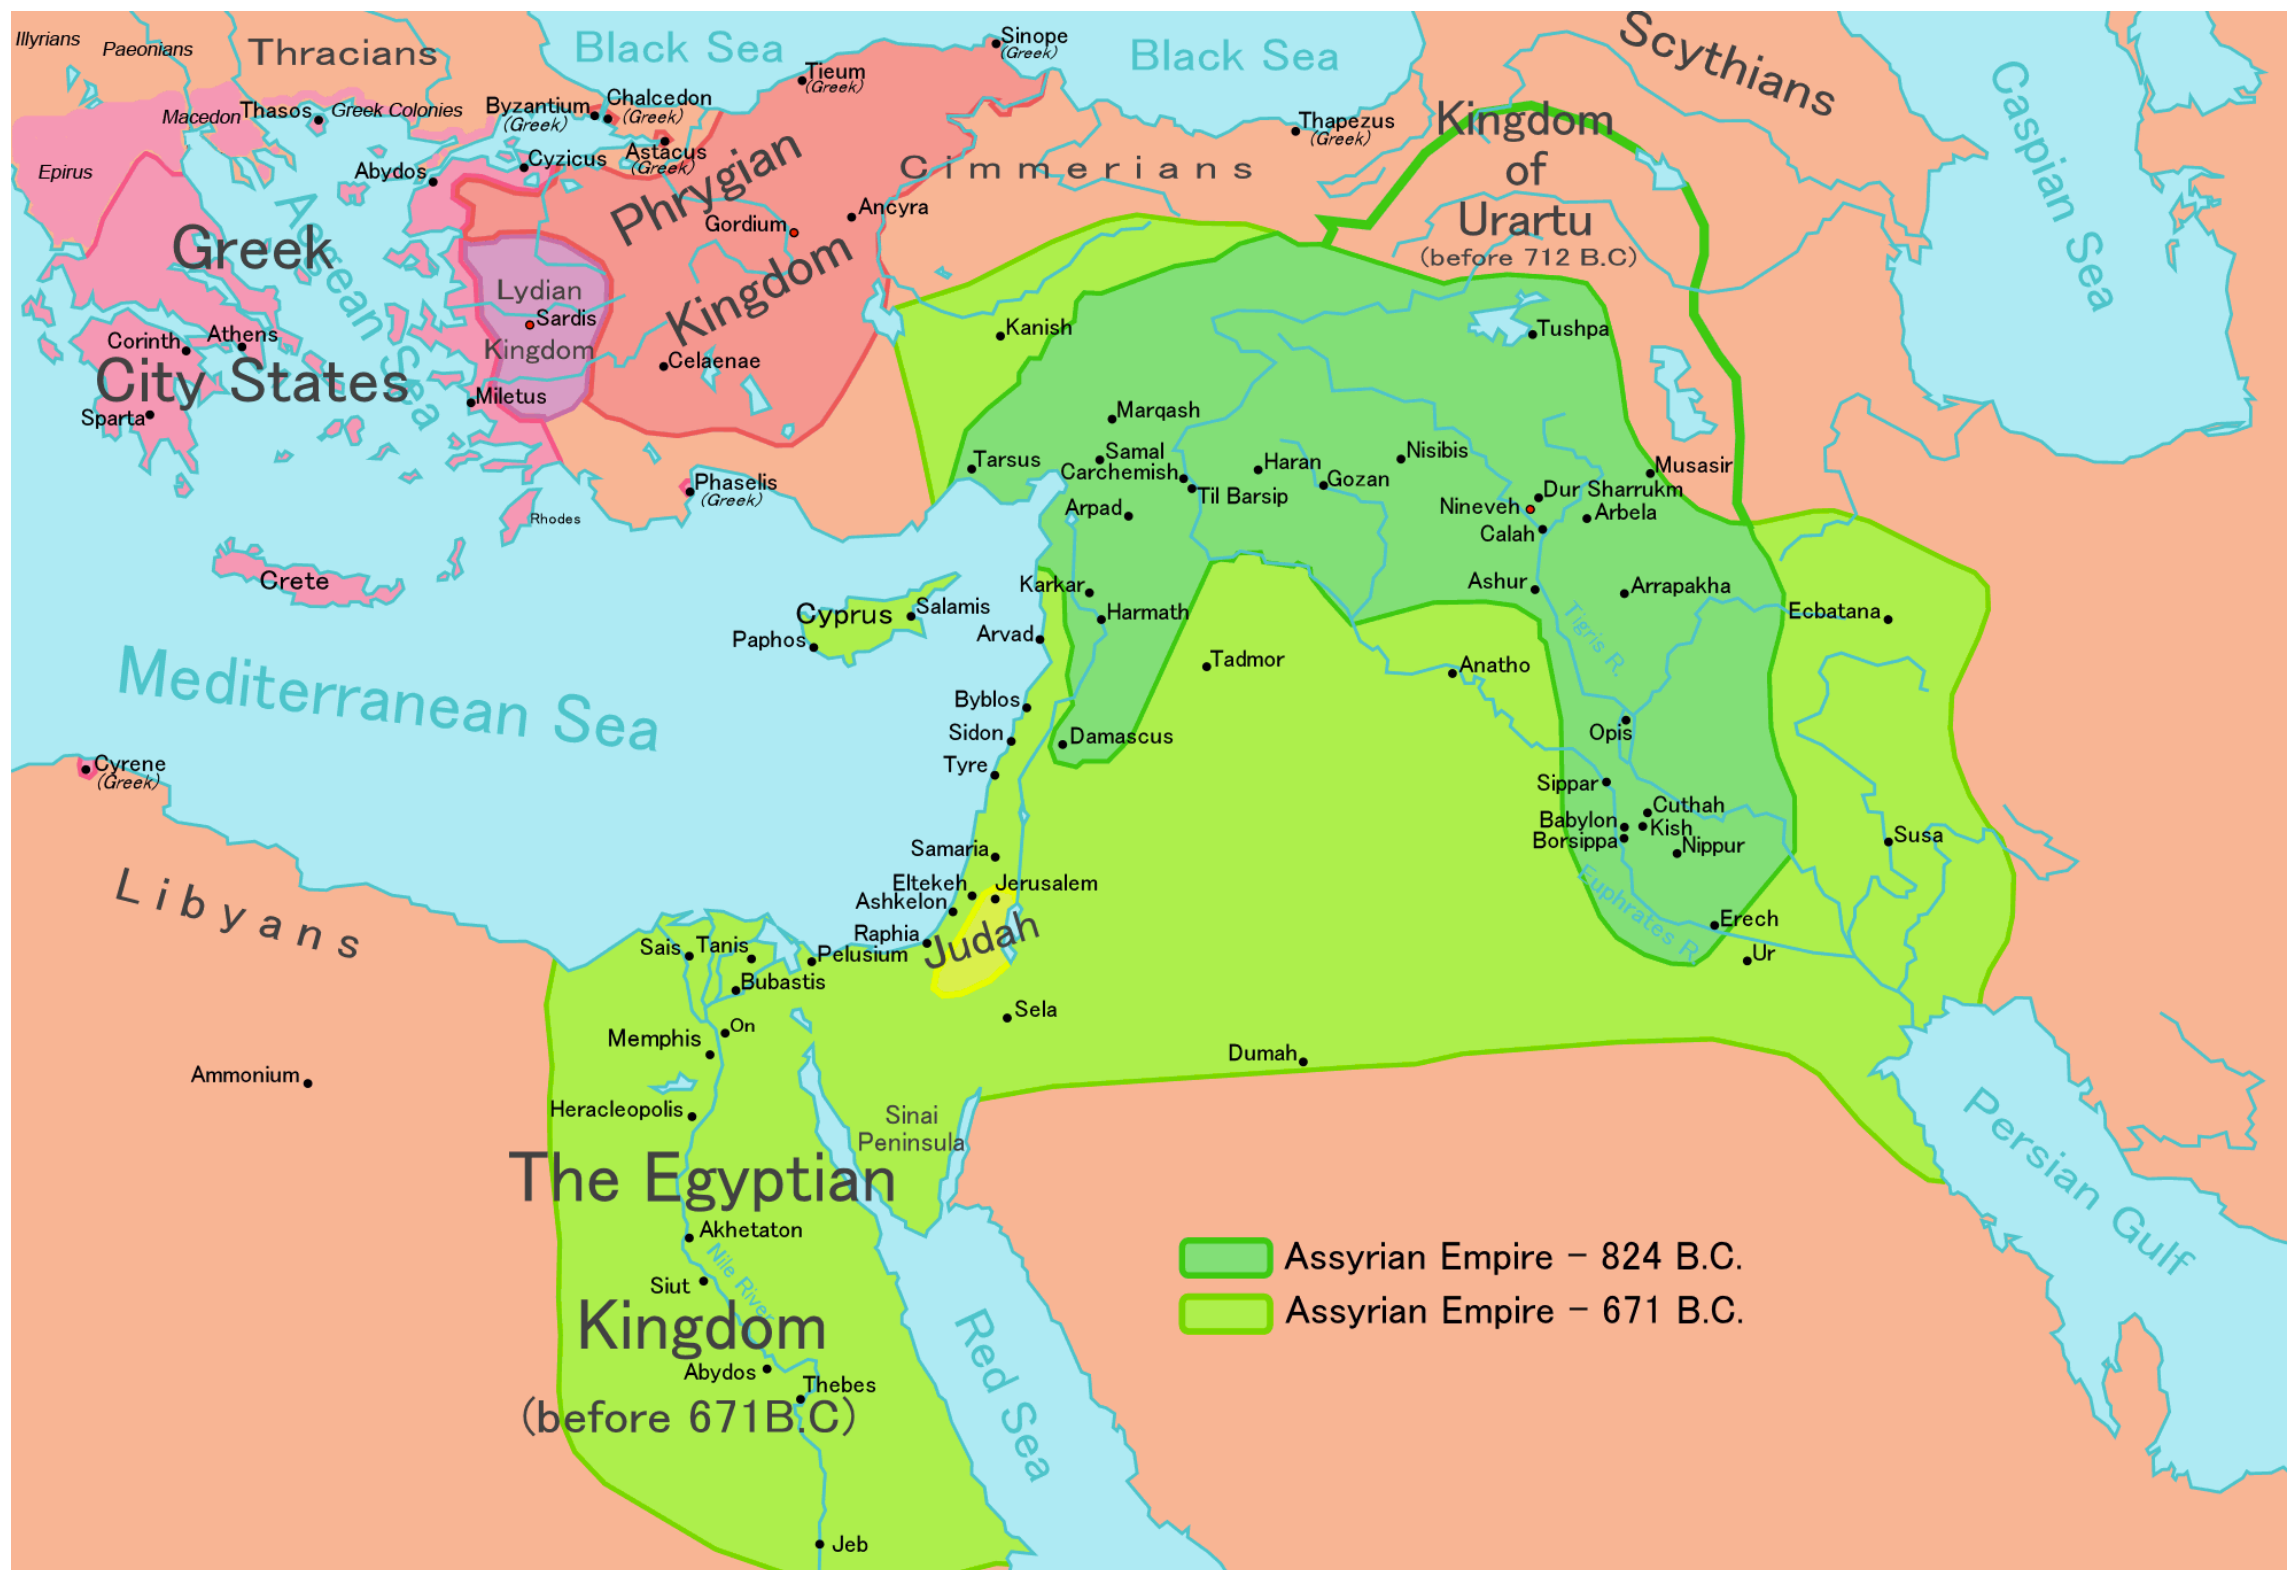 Illyrians
Paeonians
Thracians
Black Sea
Sinope
(Greek)
Black Sea
Scythians
Caspian Sea
Tieum
(Greek)
Macedon
Thasos
Greek Colonies
Byzantium
(Greek)
Chalcedon
(Greek)
Astacus
(Greek)
Thapezus
(Greek)
Kingdom
of
Urartu
(before 712 B.C)
Epirus
Abydos
Cyzicus
Phrygian
Kingdom
Cimmerians
Gordium
Ancyra
Greek
City States
Aegean Sea
Lydian
Kingdom
Sardis
Corinth
Athens
Sparta
Miletus
Celaenae
Kanish
Tushpa
Marqash
Samal
Carchemish
Tarsus
Til Barsip
Haran
Gozan
Nisibis
Musasir
Dur Sharrukm
Nineveh
Arbela
Calah
Phaselis
(Greek)
Rhodes
Arpad
Crete
Karkar
Harmath
Ashur
Arrapakha
Ecbatana
Cyprus
Salamis
Paphos
Arvad
Tadmor
Anatho
Tigris R.
Mediterranean Sea
Byblos
Sidon
Tyre
Damascus
Opis
Cyrene
(Greek)
Sippar
Cuthah
Babylon
Kish
Borsippa
Nippur
Susa
Samaria
Eltekeh
Jerusalem
Ashkelon
Euphrates R.
Libyans
Raphia
Judah
Erech
Ur
Sais
Tanis
Pelusium
Bubastis
Sela
On
Memphis
Dumah
Ammonium
Heracleopolis
Sinai
Peninsula
Persian Gulf
The Egyptian
Kingdom
(before 671B.C)
Akhetaton
Nile River
Siut
Abydos
Thebes
Red Sea
Jeb
Assyrian Empire - 824 B.C.
Assyrian Empire - 671 B.C.